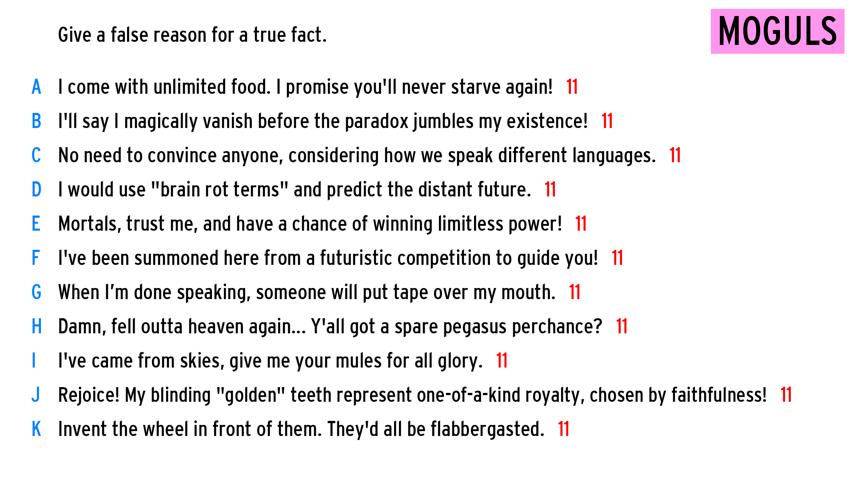 Give a false reason for a true fact.
MOGULS
A I come with unlimited food. I promise you'll never starve again! 11
B I'll say I magically vanish before the paradox jumbles my existence! 11
C No need to convince anyone, considering how we speak different languages. 11
D I would use "brain rot terms" and predict the distant future. 11
E Mortals, trust me, and have a chance of winning limitless power! 11
F I've been summoned here from a futuristic competition to guide you! 11
G When I’m done speaking, someone will put tape over my mouth. 11
H Damn, fell outta heaven again... Y'all got a spare pegasus perchance? 11
I I've came from skies, give me your mules for all glory. 11
J Rejoice! My blinding "golden" teeth represent one-of-a-kind royalty, chosen by faithfulness! 11
K Invent the wheel in front of them. They'd all be flabbergasted. 11